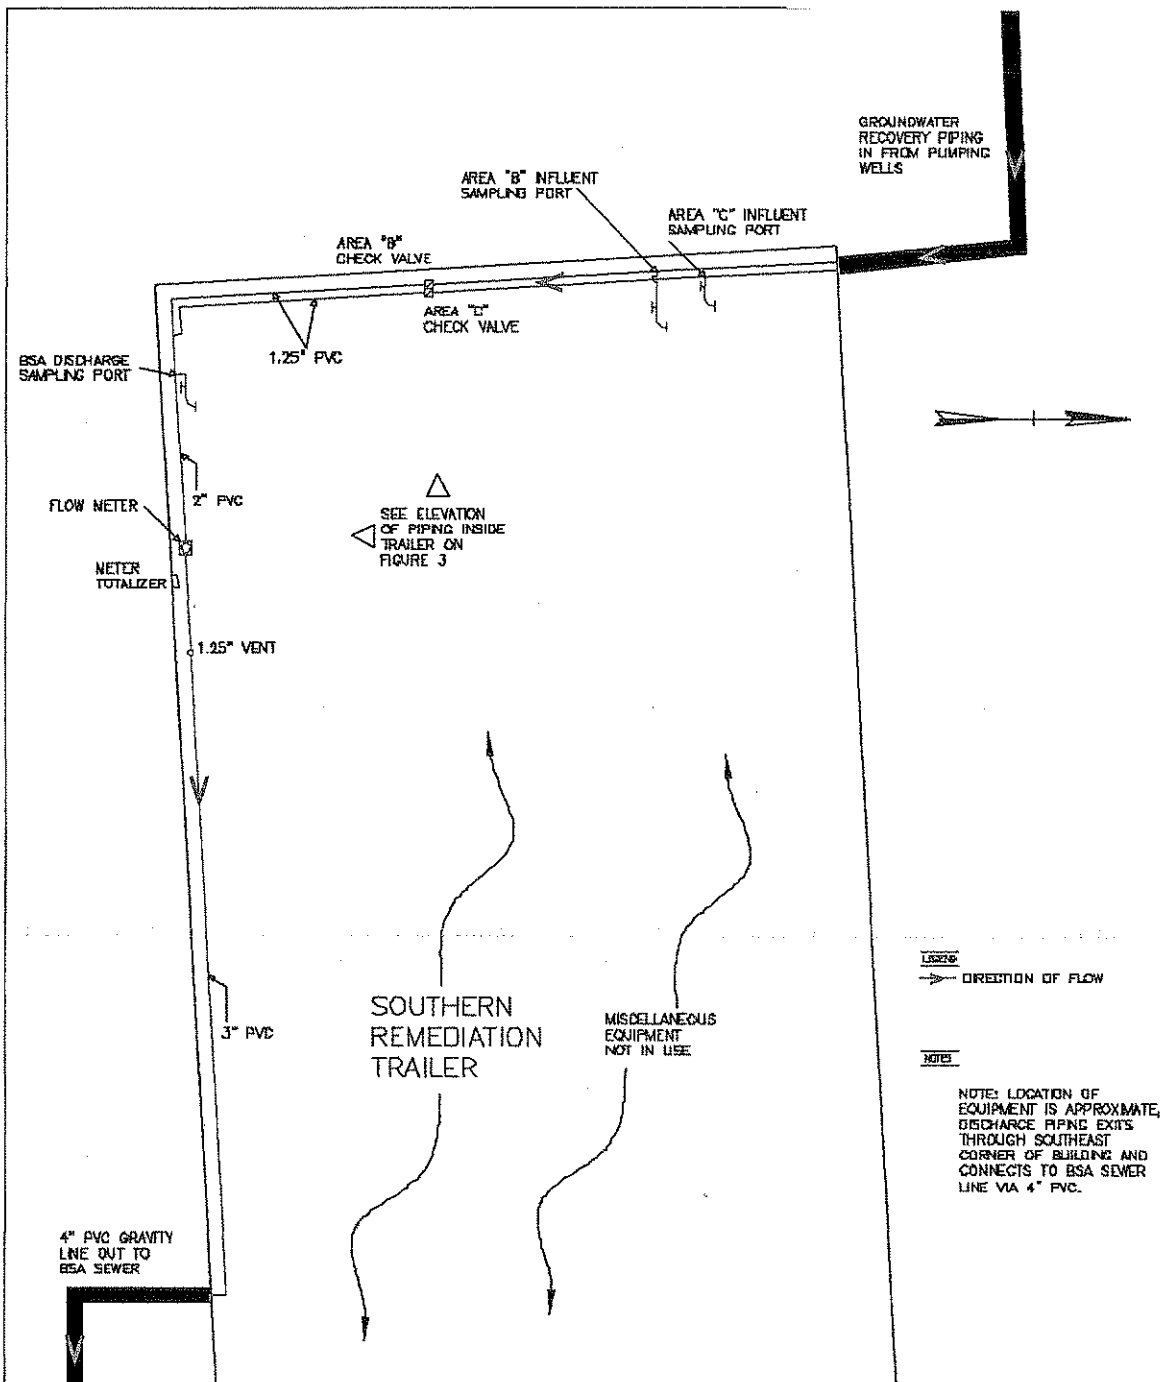 GROUNDWATER
RECOVERY PIPING
IN FROM PUMPING
WELLS
AREA "B" INFLUENT
SAMPLING PORT
AREA "C" INFLUENT
SAMPLING PORT
AREA "B"
CHECK VALVE
AREA "C"
CHECK VALVE
1.25" PVC
BSA DISCHARGE
SAMPLING PORT
2" PVC
FLOW METER
SEE ELEVATION
OF PIPING INSIDE
TRAILER ON
FIGURE 3
METER
TOTALIZER
1.25" VENT
LEGEND
DIRECTION OF FLOW
SOUTHERN
REMEDIATION
TRAILER
MISCELLANEOUS
EQUIPMENT
NOT IN USE
3" PVC
NOTES
NOTE: LOCATION OF
EQUIPMENT IS APPROXIMATE,
DISCHARGE PIPING EXITS
THROUGH SOUTHEAST
CORNER OF BUILDING AND
CONNECTS TO BSA SEWER
LINE VIA 4" PVC.
4" PVC GRAVITY
LINE OUT TO
BSA SEWER